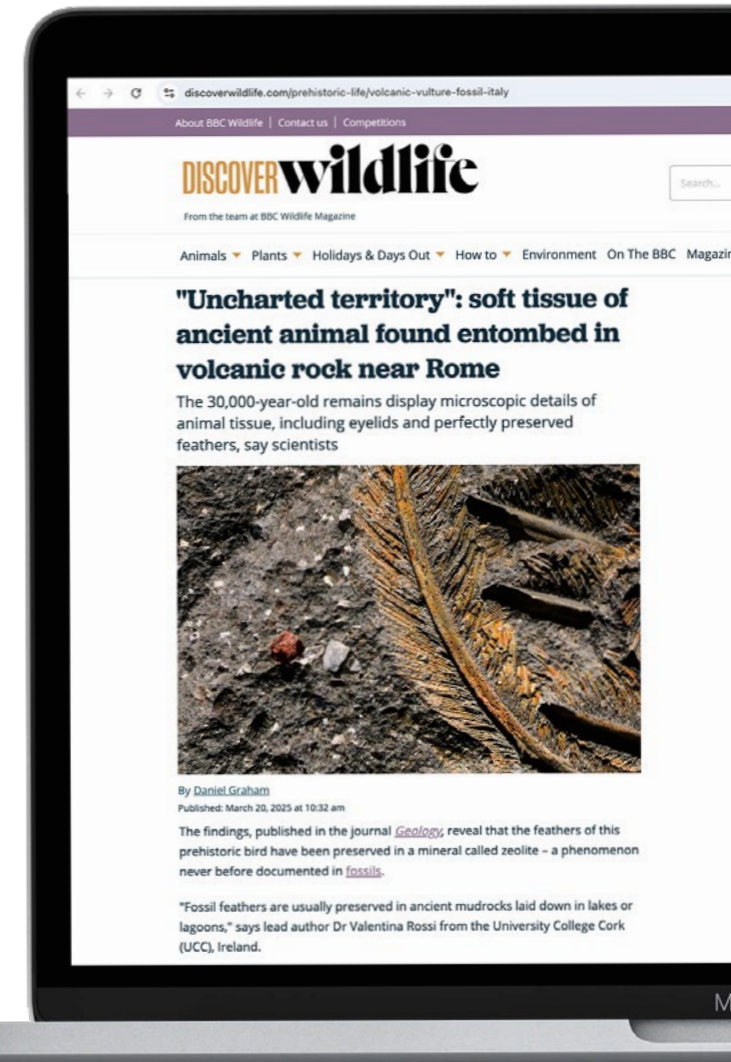 discoverwildlife.com/prehistoric-life/volcanic-vulture-fossil-italy
About BBC Wildlife | Contact us | Competitions
DISCOVER wildlife
Search...
From the team at BBC Wildlife Magazine
Animals Plants Holidays & Days Out How to Environment On The BBC
"Uncharted territory": soft tissue of
ancient animal found entombed in
volcanic rock near Rome
The 30,000-year-old remains display microscopic details of
animal tissue, including eyelids and perfectly preserved
feathers, say scientists
By Daniel Graham
Published: March 20, 2025 at 10:32 am
The findings, published in the journal Geology, reveal that the feathers of this
prehistoric bird have been preserved in a mineral called zeolite – a phenomenon
never before documented in fossils.
"Fossil feathers are usually preserved in ancient mudrocks laid down in lakes or
lagoons," says lead author Dr Valentina Rossi from the University College Cork
(UCC), Ireland.